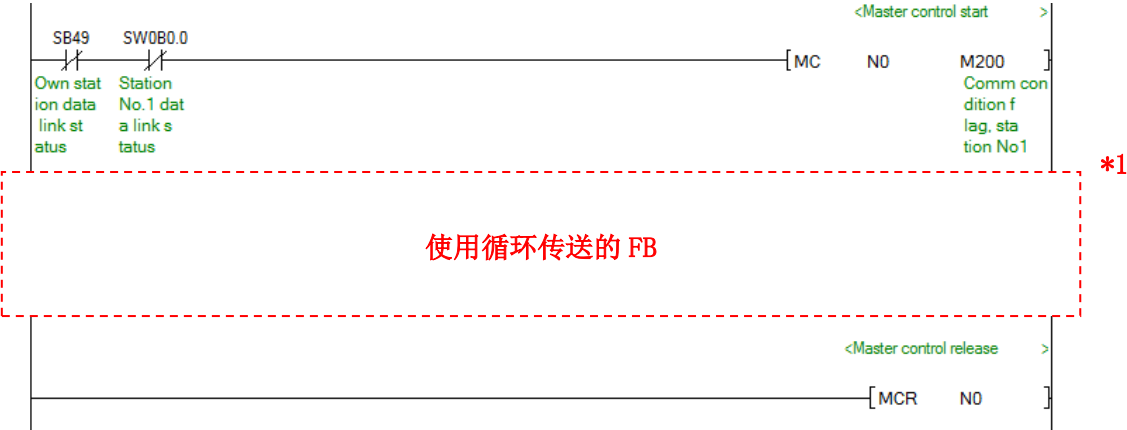 <Master control start >
SB49 SW0B0.0
[MC N0 M200 ]
Own stat Station Comm con
ion data No.1 dat dition f
link st a link s lag, sta
atus tatus tion No1
*1
使用循环传送的 FB
<Master control release >
[MCR N0 ]